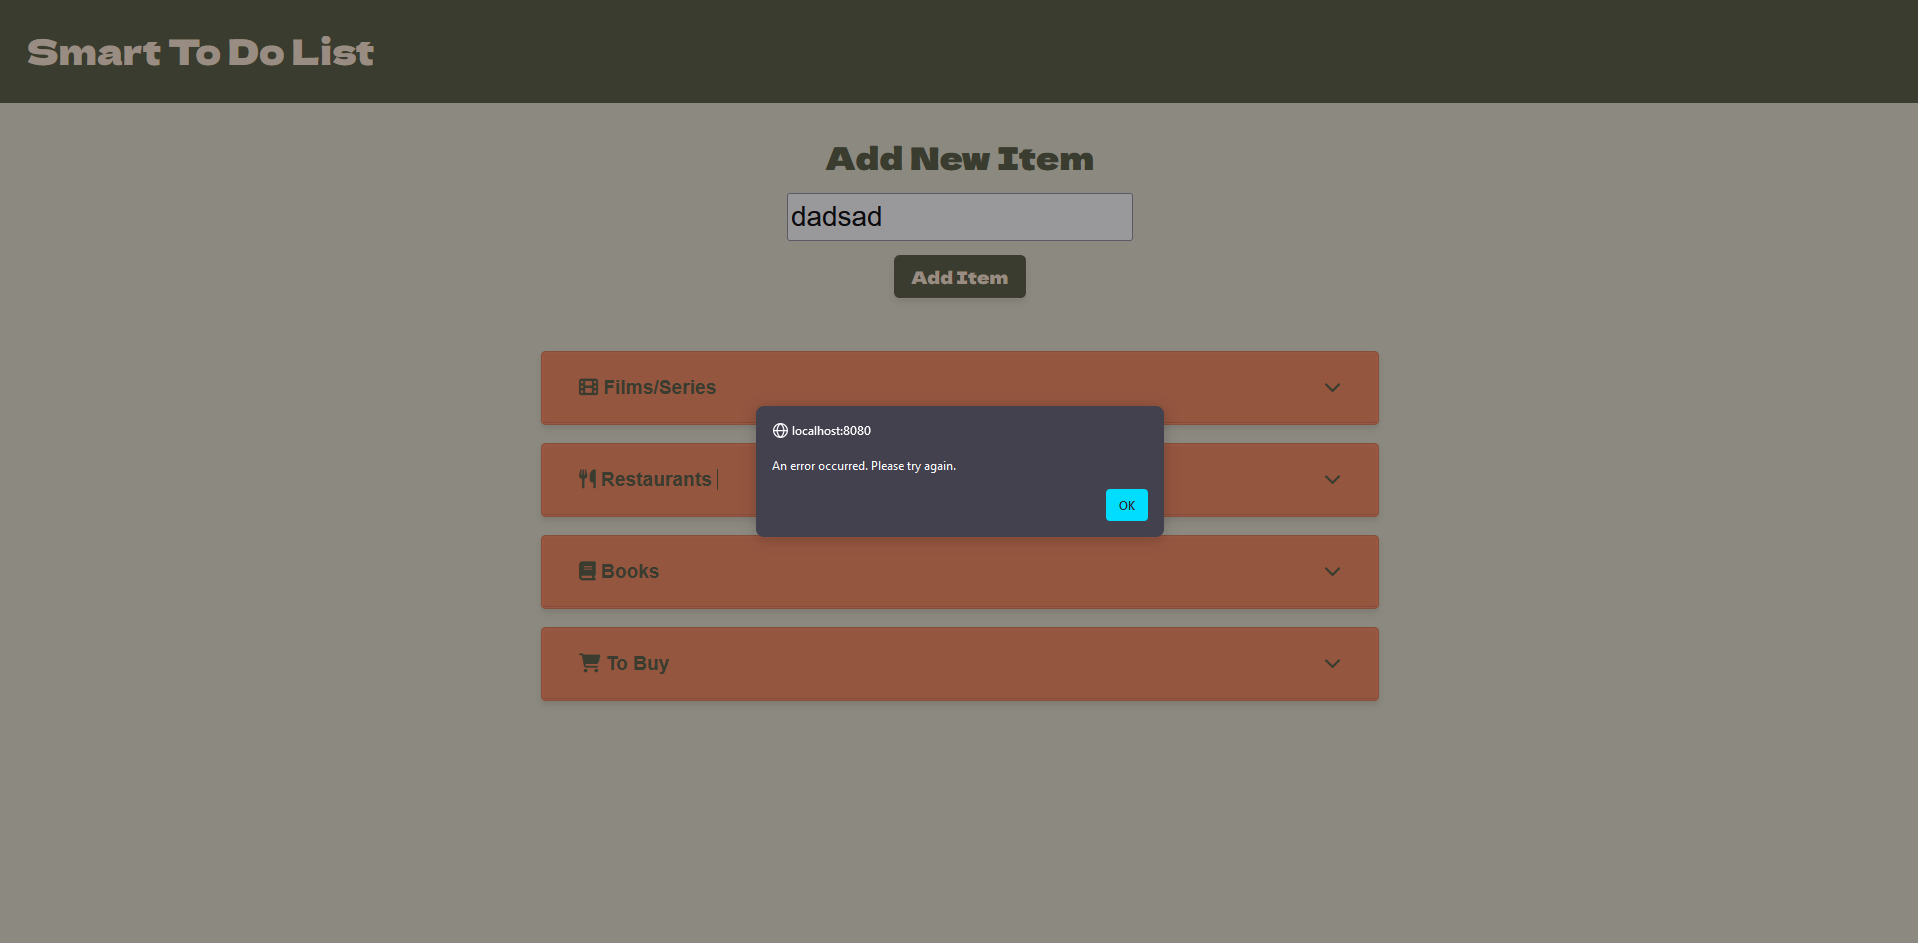 Smart To Do List
Add New Item
dadsad
Add Item
Films/Series
localhost:8080
An error occurred. Please try again.
OK
Restaurants
Books
To Buy